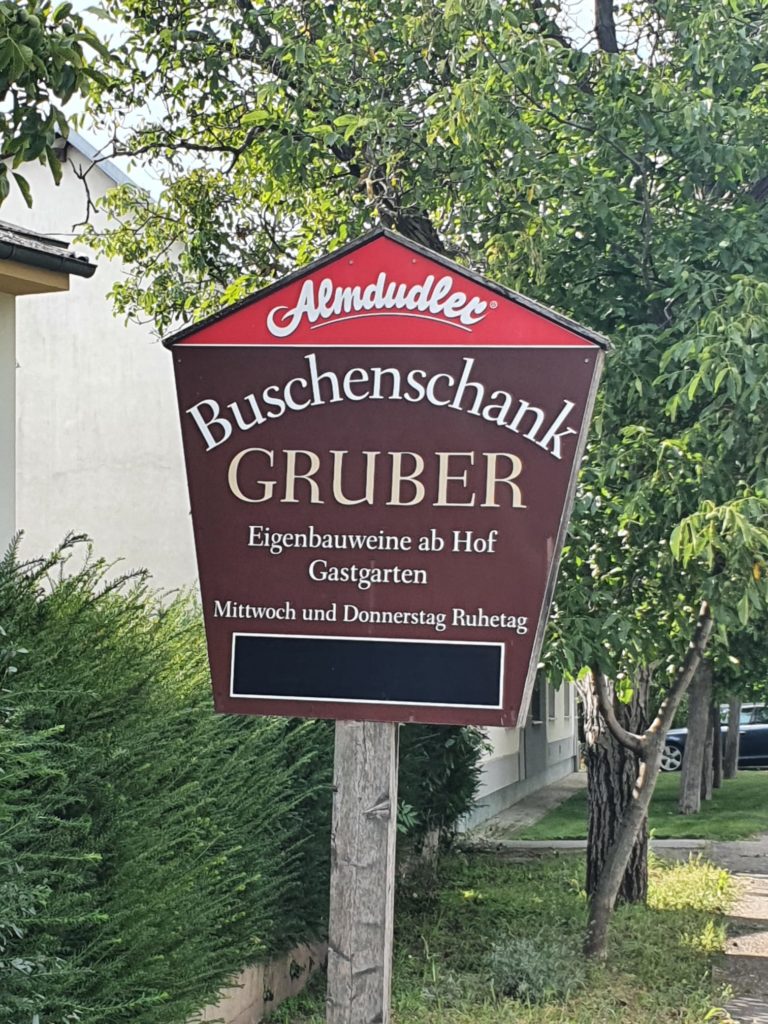 Almdudler®
Buschenschank
GRUBER
Eigenbauweine ab Hof
Gastgarten
Mittwoch und Donnerstag Ruhetag